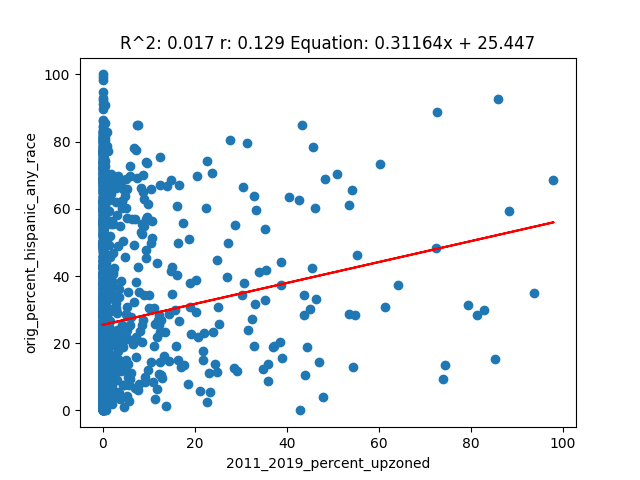 R^2: 0.017 r: 0.129 Equation: 0.31164x + 25.447
100
80
60
40
20
0
orig_percent_hispanic_any_race
0 20 40 60 80 100
2011_2019_percent_upzoned